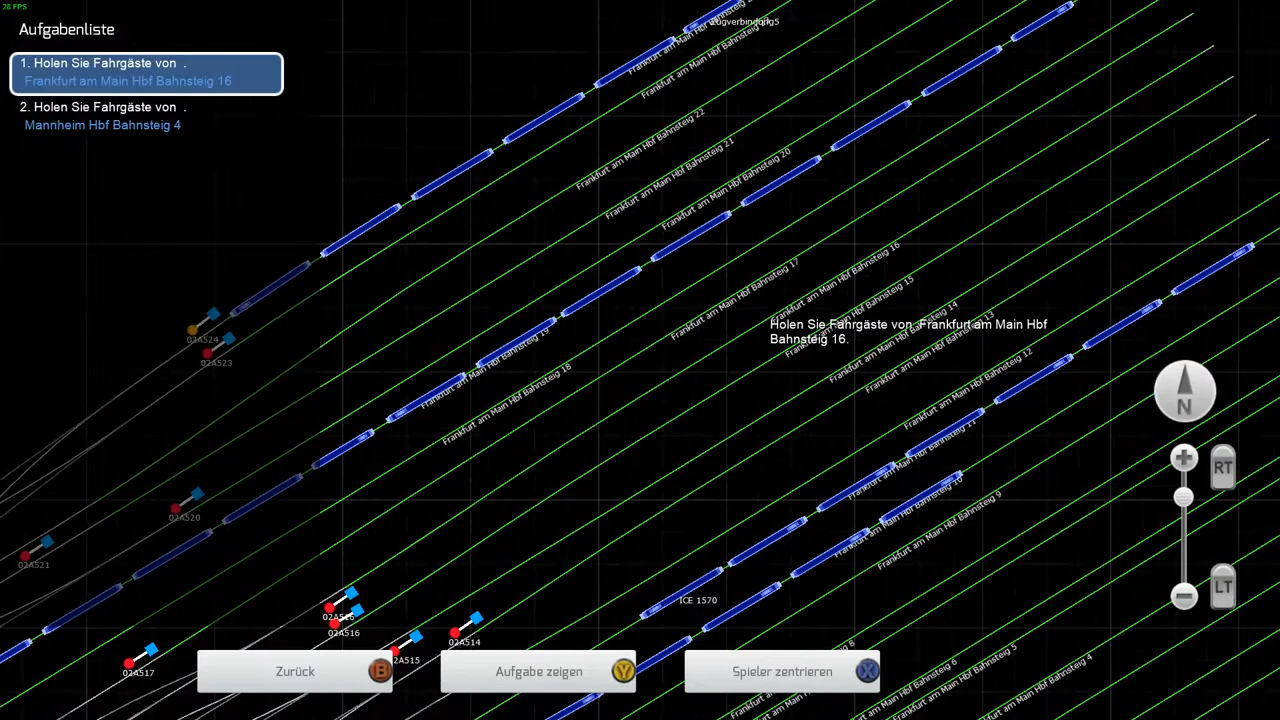 28 FPS
Aufgabenliste
1. Holen Sie Fahrgäste von  .
Frankfurt am Main Hbf Bahnsteig 16
2. Holen Sie Fahrgäste von  .
Mannheim Hbf Bahnsteig 4
Zugverbindung5
Frankfurt am Main Hbf Bahnsteig
Frankfurt am Main Hbf Bahnsteig
Frankfurt am Main Hbf Bahnsteig 22
Frankfurt am Main Hbf Bahnsteig 21
Frankfurt am Main Hbf Bahnsteig 20
Frankfurt am Main Hbf Bahnsteig 19
Frankfurt am Main Hbf Bahnsteig 18
Frankfurt am Main Hbf Bahnsteig 17
Frankfurt am Main Hbf Bahnsteig 16
Frankfurt am Main Hbf Bahnsteig 15
Frankfurt am Main Hbf Bahnsteig 14
Frankfurt am Main Hbf Bahnsteig 13
Holen Sie Fahrgäste von  Frankfurt am Main Hbf
Bahnsteig 16.
Frankfurt am Main Hbf Bahnsteig 12
Frankfurt am Main Hbf Bahnsteig 11
Frankfurt am Main Hbf Bahnsteig 10
Frankfurt am Main Hbf Bahnsteig 9
02A524
02A523
02A520
02A521
02A516
02A515
02A514
02A517
ICE 1570
8
Frankfurt am Main Hbf Bahnsteig 6
Frankfurt am Main Hbf Bahnsteig 5
Frankfurt am Main Hbf Bahnsteig 4
N
RT
LT
Zurück
B
Aufgabe zeigen
Y
Spieler zentrieren
X